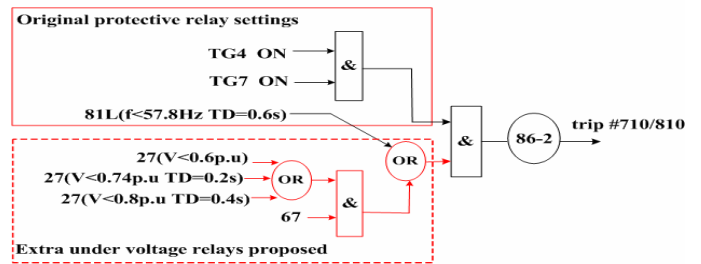 Original protective relay settings
TG4 ON
&
TG7 ON
81L(f<57.8Hz TD=0.6s)
trip #710/810
&
86-2
27(V<0.6p.u)
OR
27(V<0.74p.u TD=0.2s)
OR
27(V<0.8p.u TD=0.4s)
&
67
Extra under voltage relays proposed